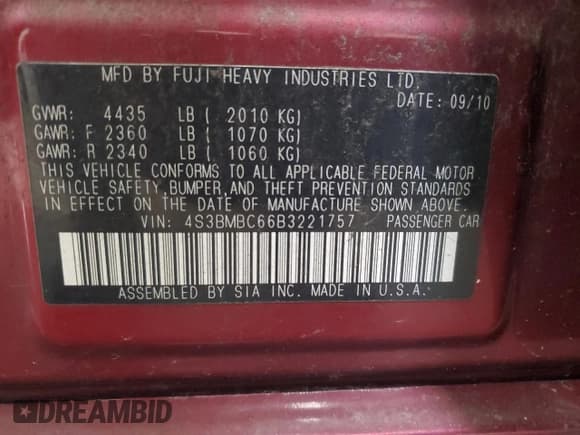 MFD BY FUJI HEAVY INDUSTRIES LTD.
DATE: 09/10
GVWR: 4435 LB ( 2010 KG)
GAWR: F 2360 LB ( 1070 KG)
GAWR: R 2340 LB ( 1060 KG)
THIS VEHICLE CONFORMS TO ALL APPLICABLE FEDERAL MOTOR
VEHICLE SAFETY,BUMPER,AND THEFT PREVENTION STANDARDS
IN EFFECT ON THE DATE OF MANUFACTURE SHOWN ABOVE.
VIN: 4S3BMBC66B3221757 PASSENGER CAR
ASSEMBLED BY SIA INC. MADE IN U.S.A.
DREAMBID